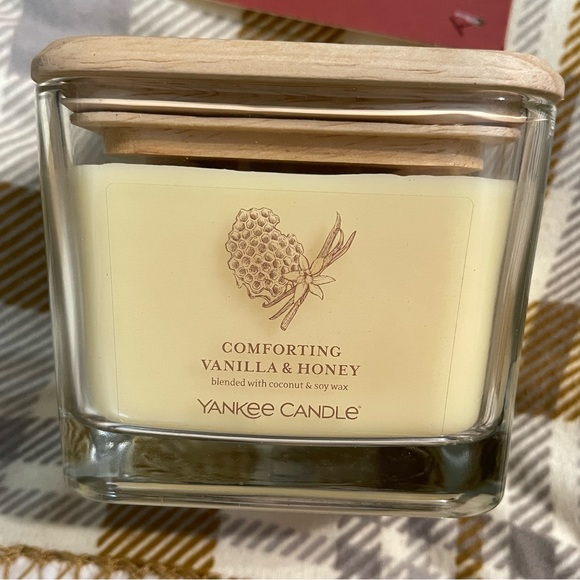 COMFORTING
VANILLA & HONEY
blended with coconut & soy wax
YANKEE CANDLE®